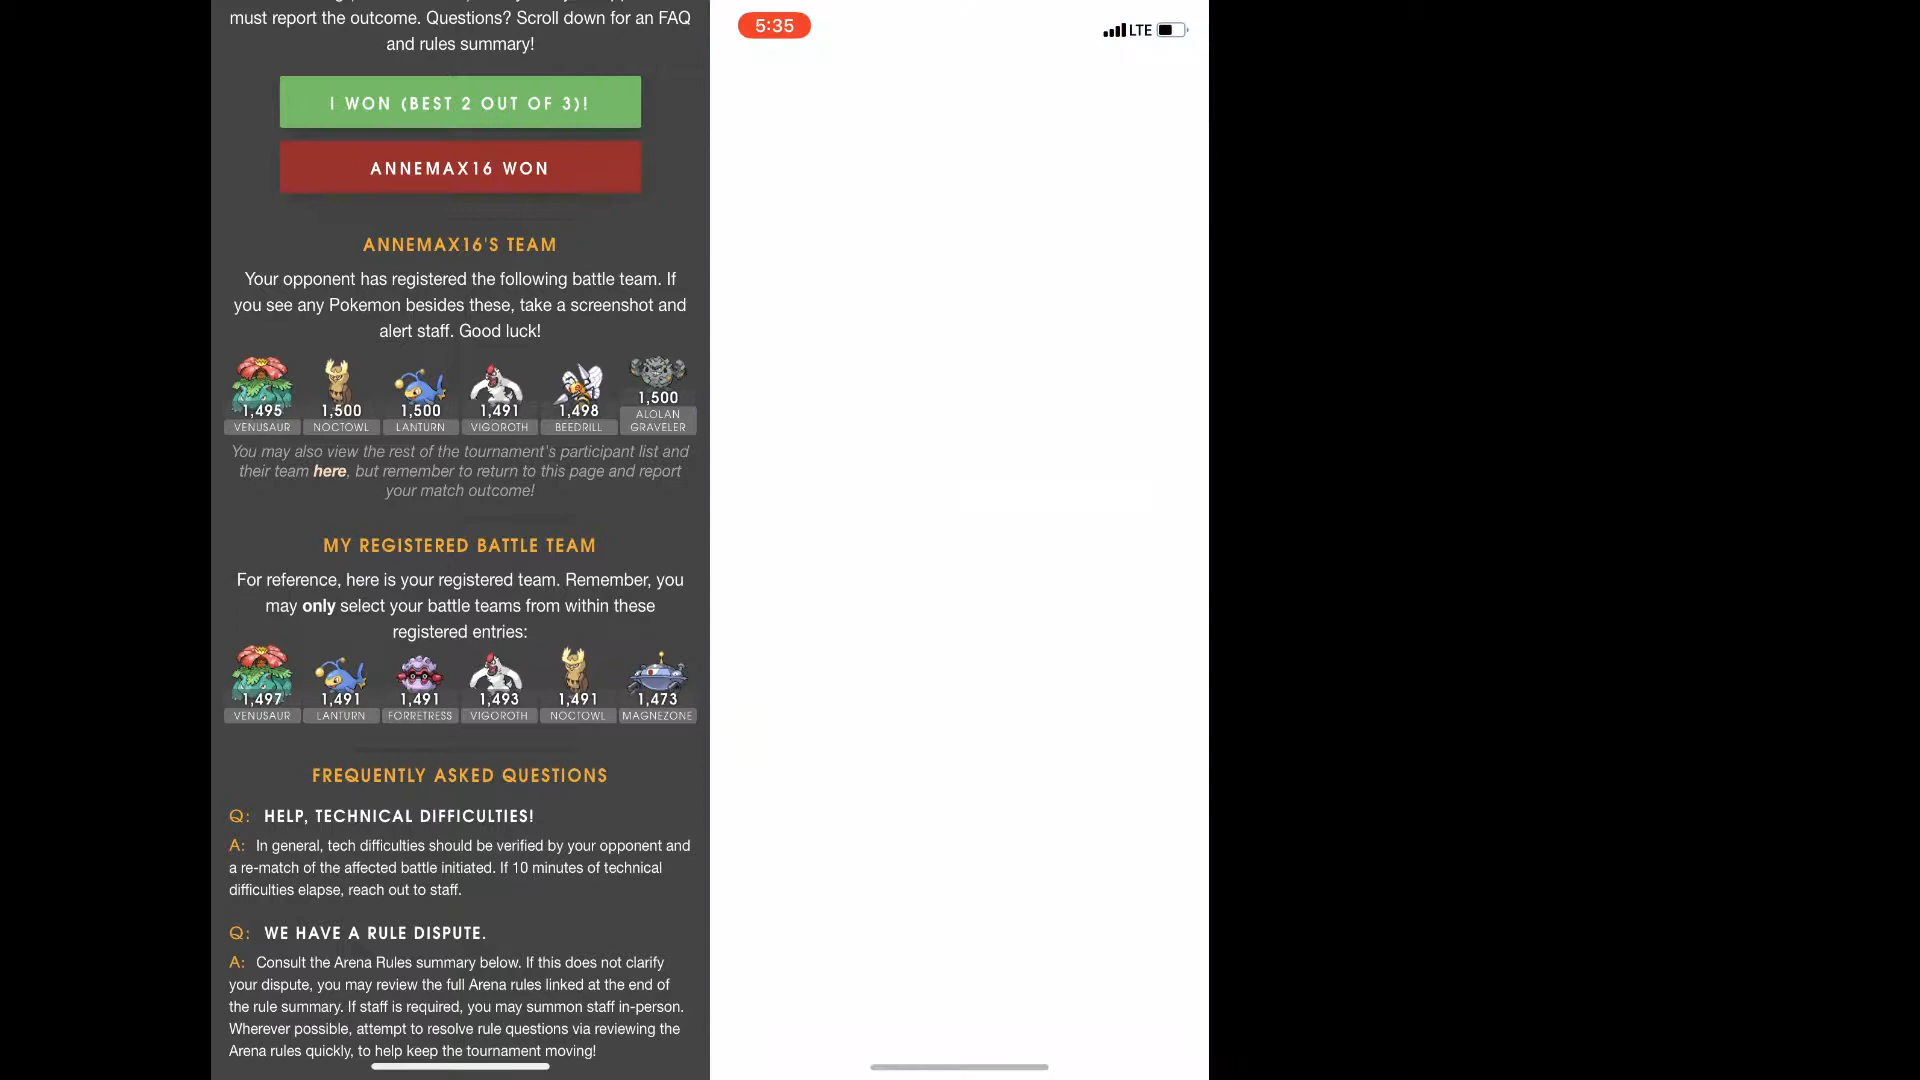 must report the outcome. Questions? Scroll down for an FAQ
and rules summary!
I WON (BEST 2 OUT OF 3)!
ANNEMAX16 WON
ANNEMAX16'S TEAM
Your opponent has registered the following battle team. If
you see any Pokemon besides these, take a screenshot and
alert staff. Good luck!
1,495 1,500 1,500 1,491 1,498 1,500
VENUSAUR NOCTOWL LANTURN VIGOROTH BEEDRILL ALOLAN GRAVELER
You may also view the rest of the tournament's participant list and
their team here, but remember to return to this page and report
your match outcome!
MY REGISTERED BATTLE TEAM
For reference, here is your registered team. Remember, you
may only select your battle teams from within these
registered entries:
1,497 1,491 1,491 1,493 1,491 1,473
VENUSAUR LANTURN FORRETRESS VIGOROTH NOCTOWL MAGNEZONE
FREQUENTLY ASKED QUESTIONS
Q: HELP, TECHNICAL DIFFICULTIES!
A: In general, tech difficulties should be verified by your opponent and
a re-match of the affected battle initiated. If 10 minutes of technical
difficulties elapse, reach out to staff.
Q: WE HAVE A RULE DISPUTE.
A: Consult the Arena Rules summary below. If this does not clarify
your dispute, you may review the full Arena rules linked at the end of
the rule summary. If staff is required, you may summon staff in-person.
Wherever possible, attempt to resolve rule questions via reviewing the
Arena rules quickly, to help keep the tournament moving!
5:35
LTE